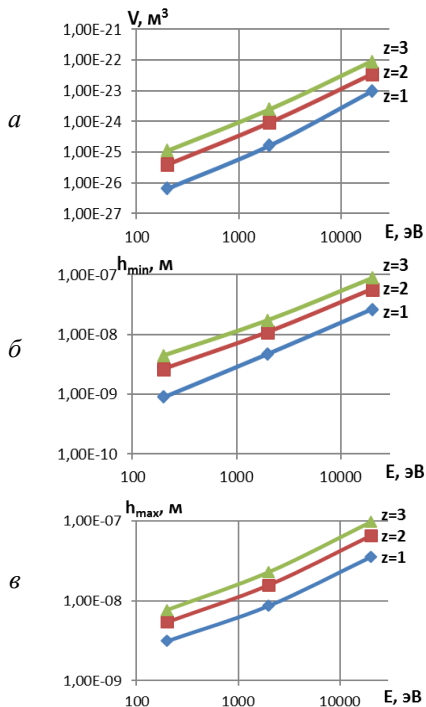 V, м³
1,00E-21
1,00E-22
1,00E-23
1,00E-24
1,00E-25
1,00E-26
1,00E-27
z=3
z=2
z=1
а
100 1000 10000
E, эВ
hmin, м
1,00E-07
1,00E-08
1,00E-09
1,00E-10
z=3
z=2
z=1
б
100 1000 10000
E, эВ
hmax, м
1,00E-07
1,00E-08
1,00E-09
z=3
z=2
z=1
в
100 1000 10000
E, эВ